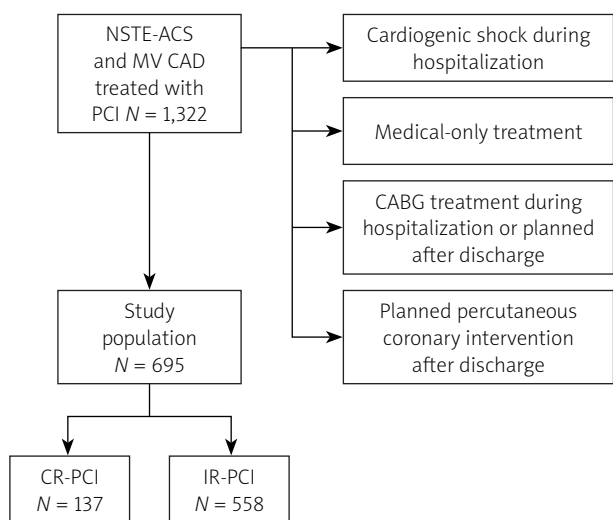 NSTE-ACS
and MV CAD
treated with
PCI N = 1,322
Cardiogenic shock during
hospitalization
Medical-only treatment
CABG treatment during
hospitalization or planned
after discharge
Planned percutaneous
coronary intervention
after discharge
Study
population
N = 695
CR-PCI
N = 137
IR-PCI
N = 558